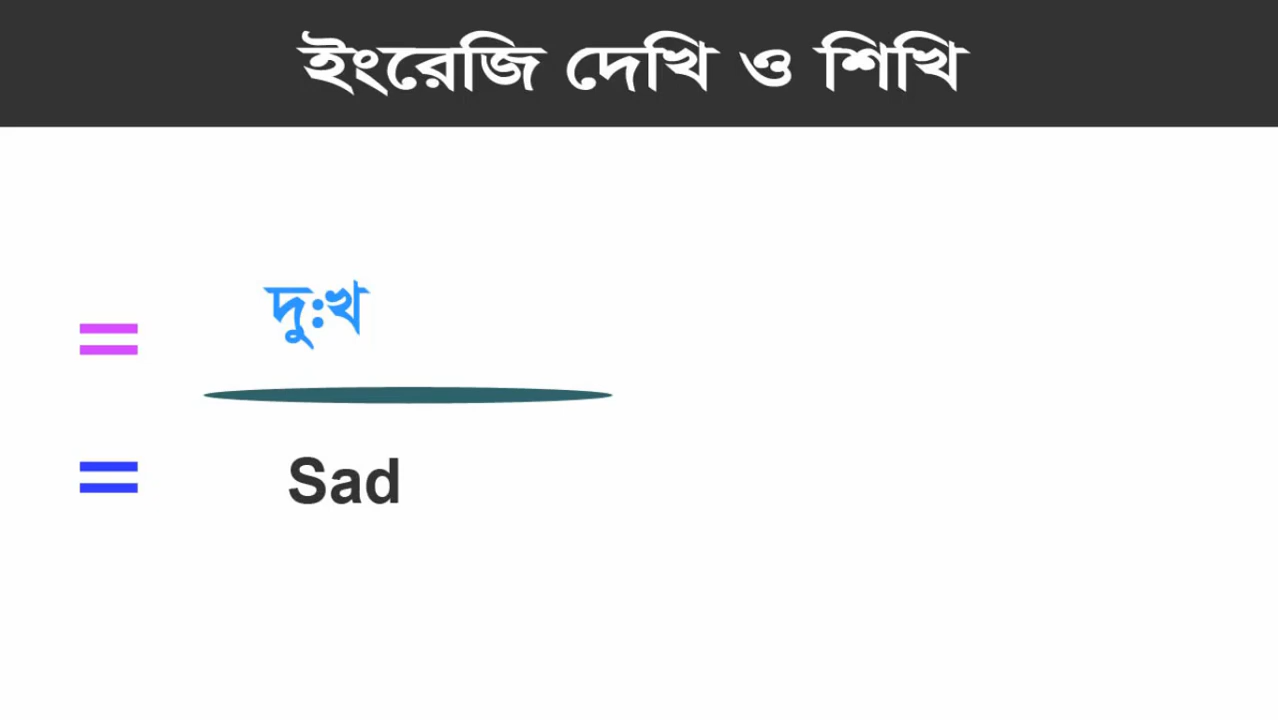 ইংরেজি দেখি ও শিখি
= দুঃখ
= Sad